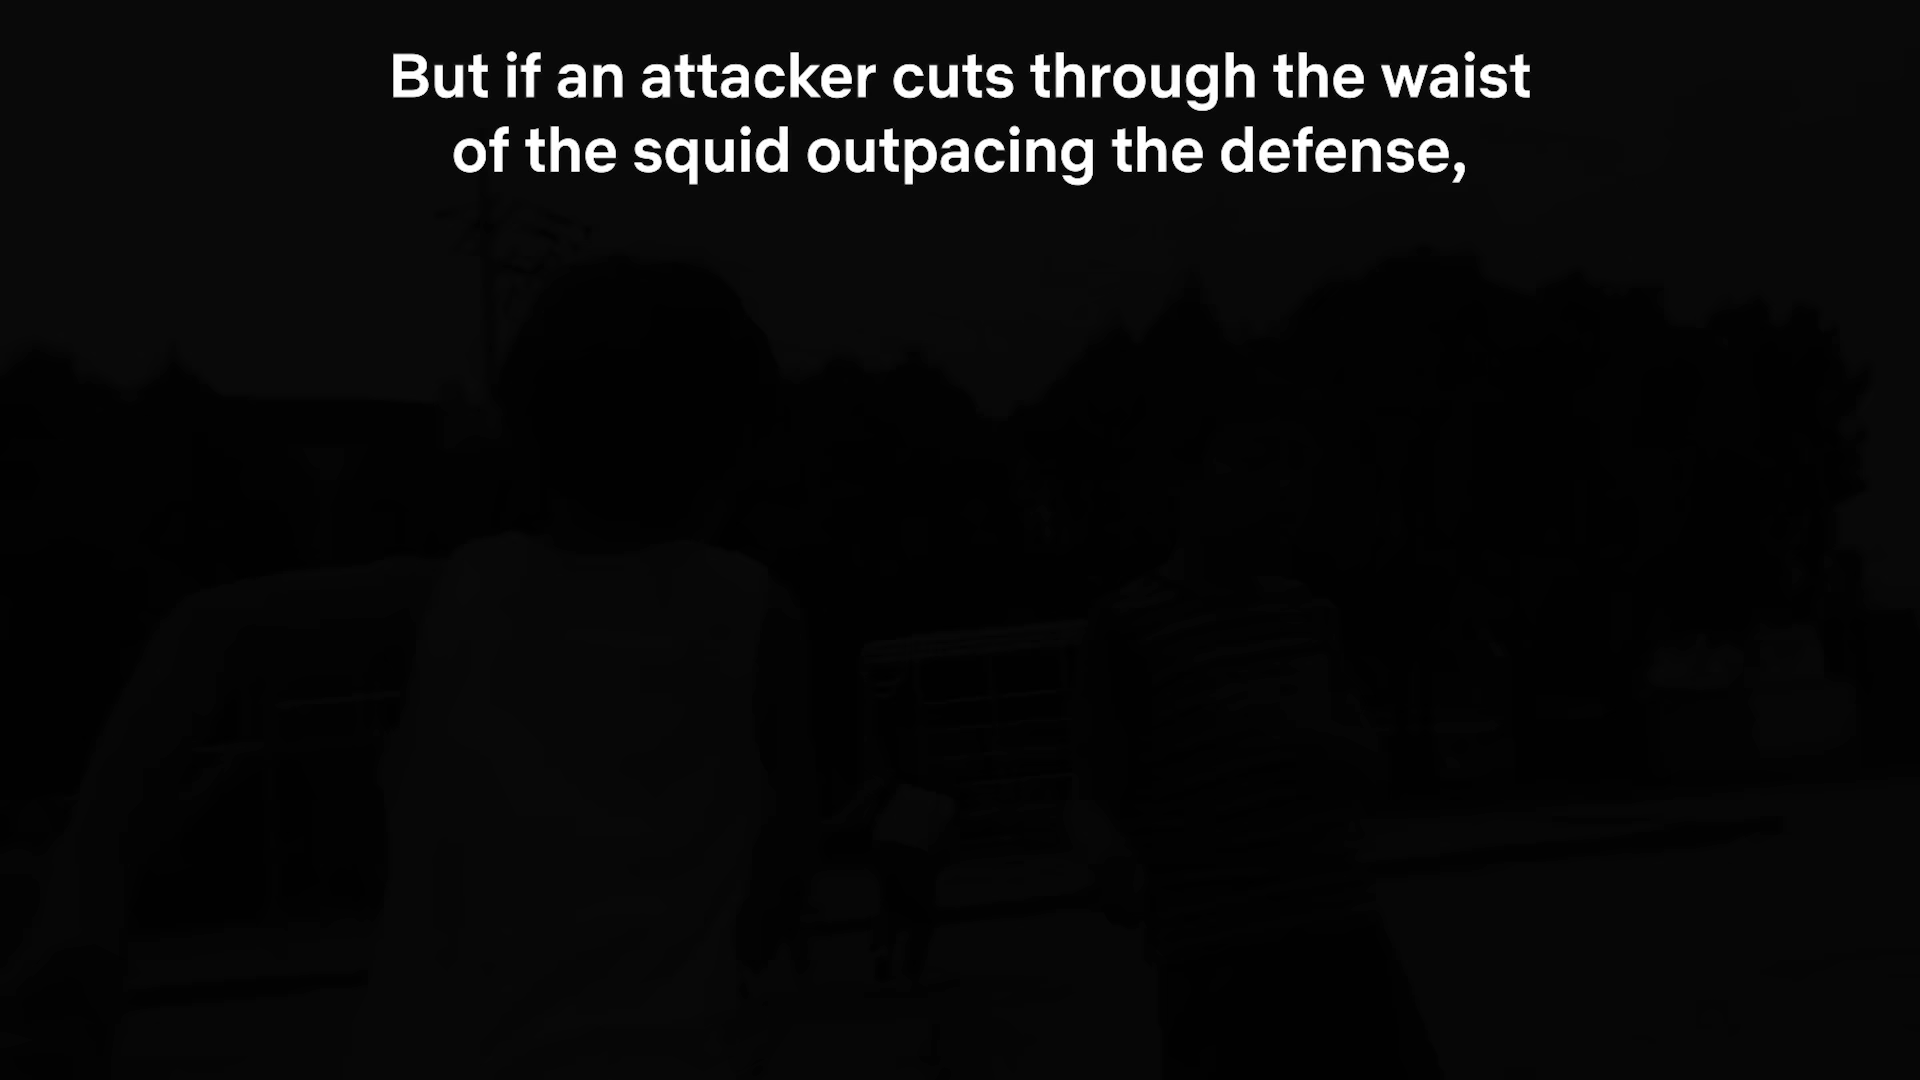 But if an attacker cuts through the waist
of the squid outpacing the defense,